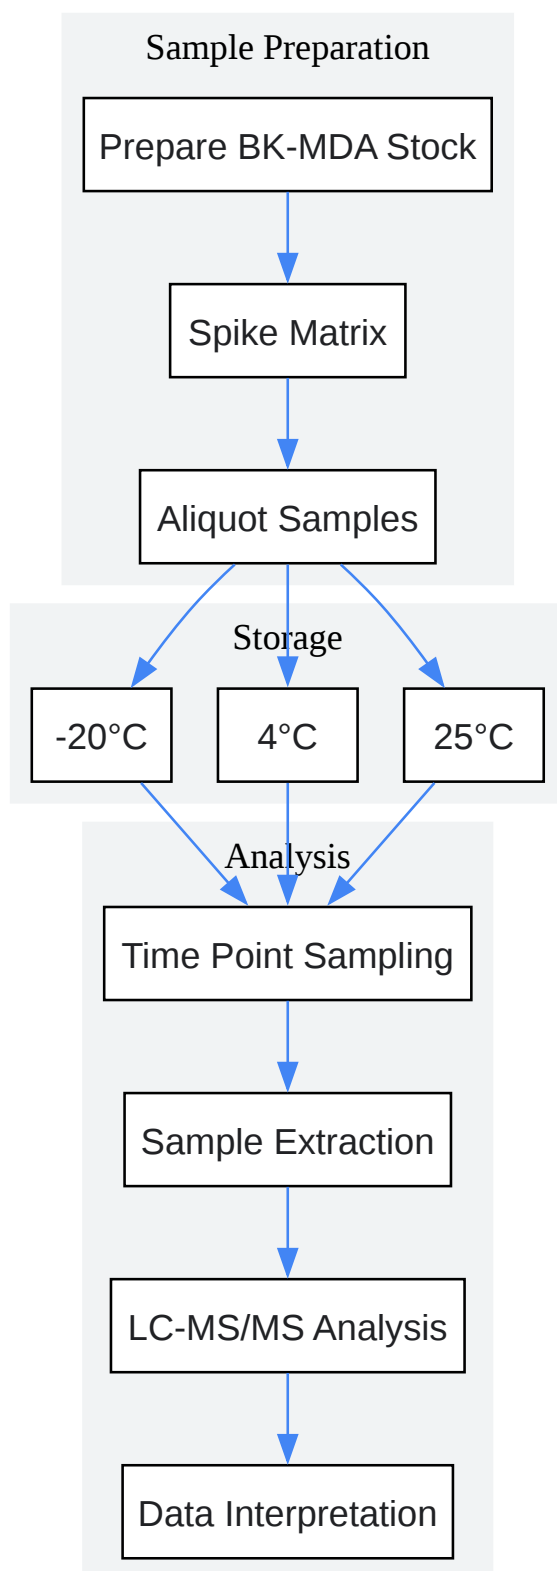 Sample Preparation
Prepare BK-MDA Stock
Spike Matrix
Aliquot Samples
Storage
-20°C
4°C
25°C
Analysis
Time Point Sampling
Sample Extraction
LC-MS/MS Analysis
Data Interpretation